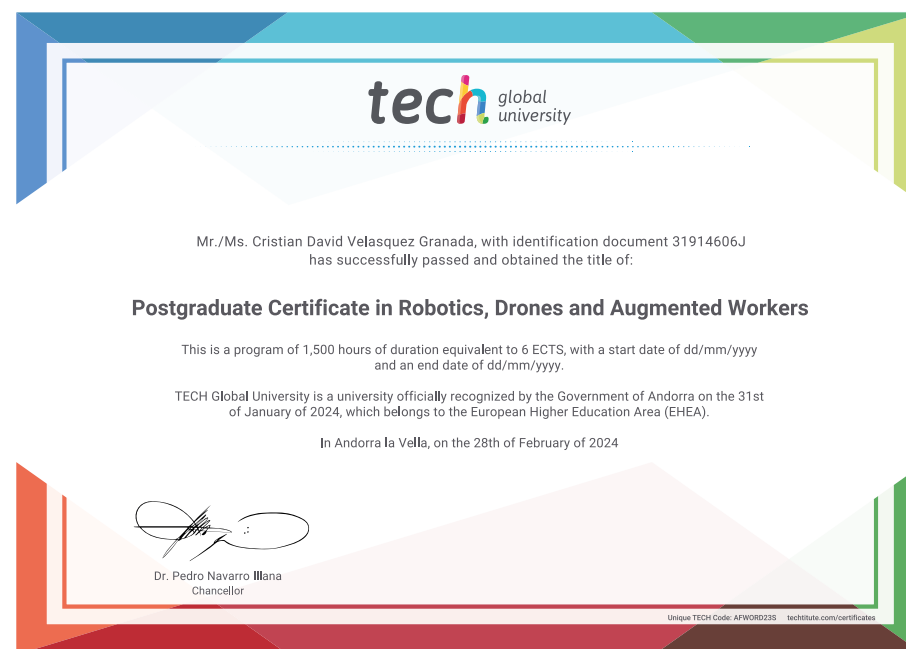 tech global
university
Mr./Ms. Cristian David Velasquez Granada, with identification document 31914606J
has successfully passed and obtained the title of:
Postgraduate Certificate in Robotics, Drones and Augmented Workers
This is a program of 1,500 hours of duration equivalent to 6 ECTS, with a start date of dd/mm/yyyy
and an end date of dd/mm/yyyy.
TECH Global University is a university officially recognized by the Government of Andorra on the 31st
of January of 2024, which belongs to the European Higher Education Area (EHEA).
In Andorra la Vella, on the 28th of February of 2024
Dr. Pedro Navarro Illana
Chancellor
Unique TECH Code: AFWORD23S techtitute.com/certificates